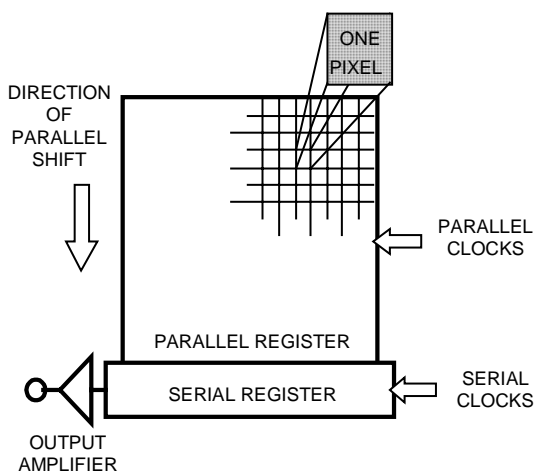 ONE
PIXEL
DIRECTION
OF
PARALLEL
SHIFT
PARALLEL
CLOCKS
PARALLEL REGISTER
SERIAL REGISTER
SERIAL
CLOCKS
OUTPUT
AMPLIFIER